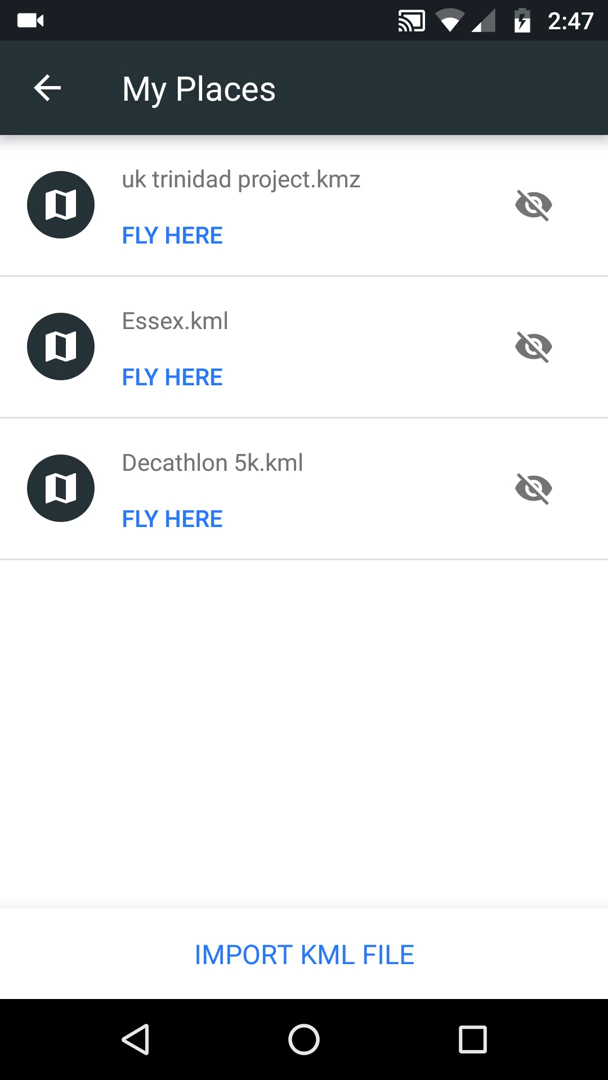 2:47
My Places
uk trinidad project.kmz
FLY HERE
Essex.kml
FLY HERE
Decathlon 5k.kml
FLY HERE
IMPORT KML FILE